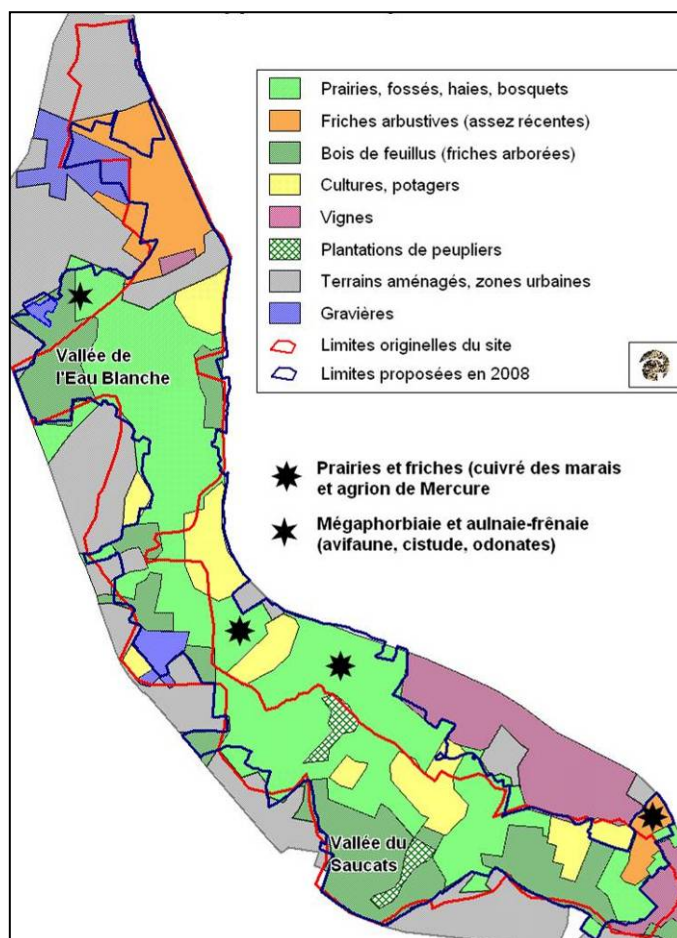 Prairies, fossés, haies, bosquets
Friches arbustives (assez récentes)
Bois de feuillus (friches arborées)
Cultures, potagers
Vignes
Plantations de peupliers
Terrains aménagés, zones urbaines
Gravières
Limites originelles du site
Limites proposées en 2008
Vallée de
l'Eau Blanche
Prairies et friches (cuivré des marais
et agrion de Mercure
Mégaphorbiaie et aulnaie-frênaie
(avifaune, cistude, odonates)
Vallée du
Saucats